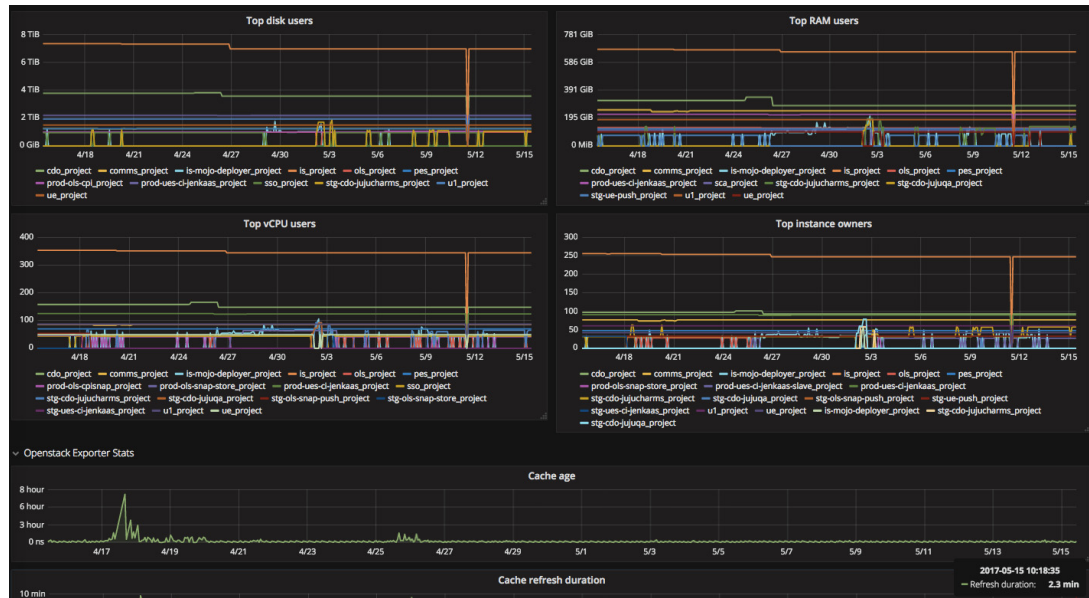 Top disk users
8 TiB
6 TiB
4 TiB
2 TiB
0 GiB
4/18 4/21 4/24 4/27 4/30 5/3 5/6 5/9 5/12 5/15
cdo_project comms_project is-mojo-deployer_project is_project ols_project pes_project
prod-ols-cpi_project prod-ues-ci-jenkaas_project sso_project stg-cdo-jujucharms_project u1_project
ue_project
Top RAM users
781 GiB
586 GiB
391 GiB
195 GiB
0 MiB
4/18 4/21 4/24 4/27 4/30 5/3 5/6 5/9 5/12 5/15
cdo_project comms_project is-mojo-deployer_project is_project ols_project pes_project
prod-ues-ci-jenkaas_project sca_project stg-cdo-jujucharms_project stg-cdo-jujuqa_project
stg-ue-push_project u1_project ue_project
Top vCPU users
400
300
200
100
0
4/18 4/21 4/24 4/27 4/30 5/3 5/6 5/9 5/12 5/15
cdo_project comms_project is-mojo-deployer_project is_project ols_project pes_project
prod-ols-cpisnap_project prod-ols-snap-store_project prod-ues-ci-jenkaas_project sso_project
stg-cdo-jujucharms_project stg-cdo-jujuqa_project stg-ols-snap-push_project stg-ols-snap-store_project
stg-ues-ci-jenkaas_project u1_project ue_project
Top instance owners
300
250
200
150
100
50
0
4/18 4/21 4/24 4/27 4/30 5/3 5/6 5/9 5/12 5/15
cdo_project comms_project is-mojo-deployer_project is_project ols_project pes_project
prod-ols-snap-store_project prod-ues-ci-jenkaas-slave_project prod-ues-ci-jenkaas_project
stg-cdo-jujucharms_project stg-cdo-jujuqa_project stg-ols-snap-push_project stg-ue-push_project
stg-ues-ci-jenkaas_project u1_project ue_project is-mojo-deployer_project stg-cdo-jujucharms_project
stg-cdo-jujuqa_project
Openstack Exporter Stats
Cache age
8 hour
6 hour
3 hour
0 ns
4/17 4/19 4/21 4/23 4/25 4/27 4/29 5/1 5/3 5/5 5/7 5/9 5/11 5/13 5/15
2017-05-15 10:18:35
Refresh duration: 2.3 min
Cache refresh duration
10 min